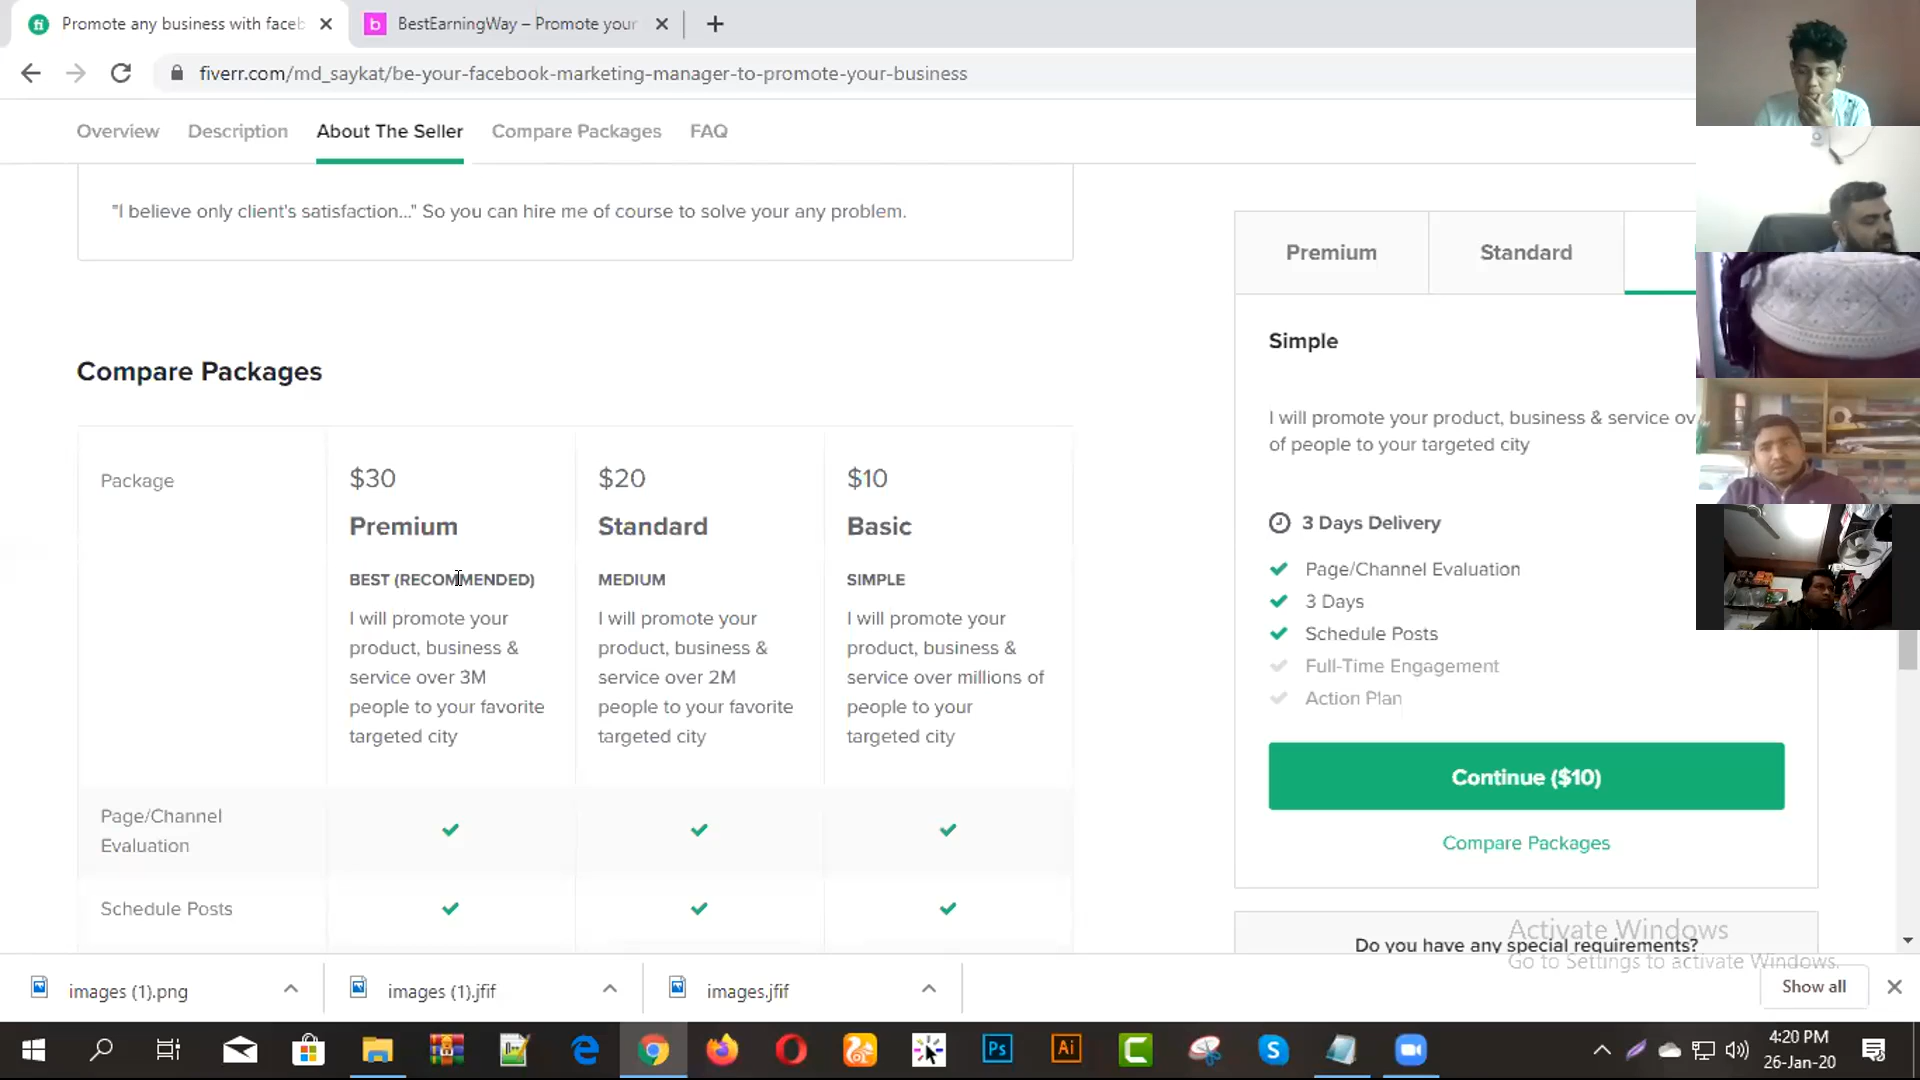 Promote any business with faceb
BestEarningWay – Promote your
fiverr.com/md_saykat/be-your-facebook-marketing-manager-to-promote-your-business
Overview
Description
About The Seller
Compare Packages
FAQ
"I believe only client's satisfaction..." So you can hire me of course to solve your any problem.
Compare Packages
Package
$30
Premium
BEST (RECOMMENDED)
I will promote your
product, business &
service over 3M
people to your favorite
targeted city
$20
Standard
MEDIUM
I will promote your
product, business &
service over 2M
people to your favorite
targeted city
$10
Basic
SIMPLE
I will promote your
product, business &
service over millions of
people to your
targeted city
Page/Channel
Evaluation
Schedule Posts
Premium
Standard
Simple
I will promote your product, business & service ov
of people to your targeted city
3 Days Delivery
Page/Channel Evaluation
3 Days
Schedule Posts
Full-Time Engagement
Action Plan
Continue ($10)
Compare Packages
Do you have any special requirements?
Activate Windows
Go to Settings to activate Windows.
images (1).png
images (1).jfif
images.jfif
Show all
Ps
Ai
4:20 PM
26-Jan-20